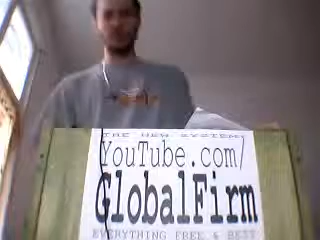 THE NEW SYSTEM!
YouTube.com/
GlobalFirm
EVERYTHING FREE & BEST